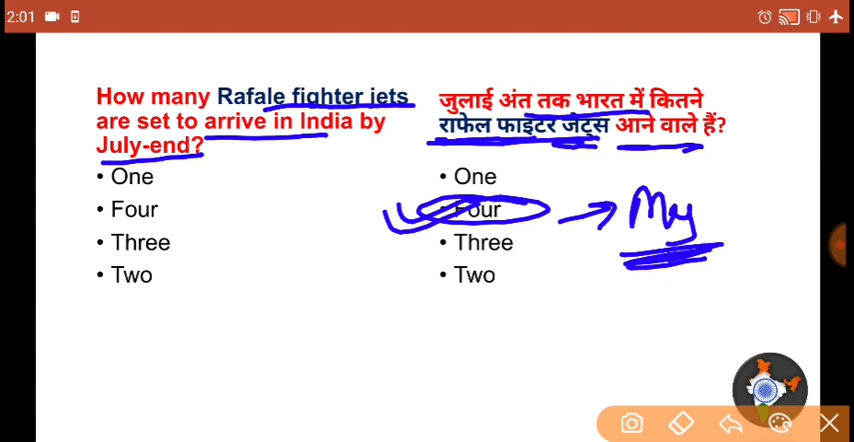 2:01
How many Rafale fighter jets
are set to arrive in India by
July-end?
• One
• Four
• Three
• Two
जुलाई अंत तक भारत में कितने
राफेल फाइटर जेट्स आने वाले हैं?
• One
• Four
• Three
• Two
May